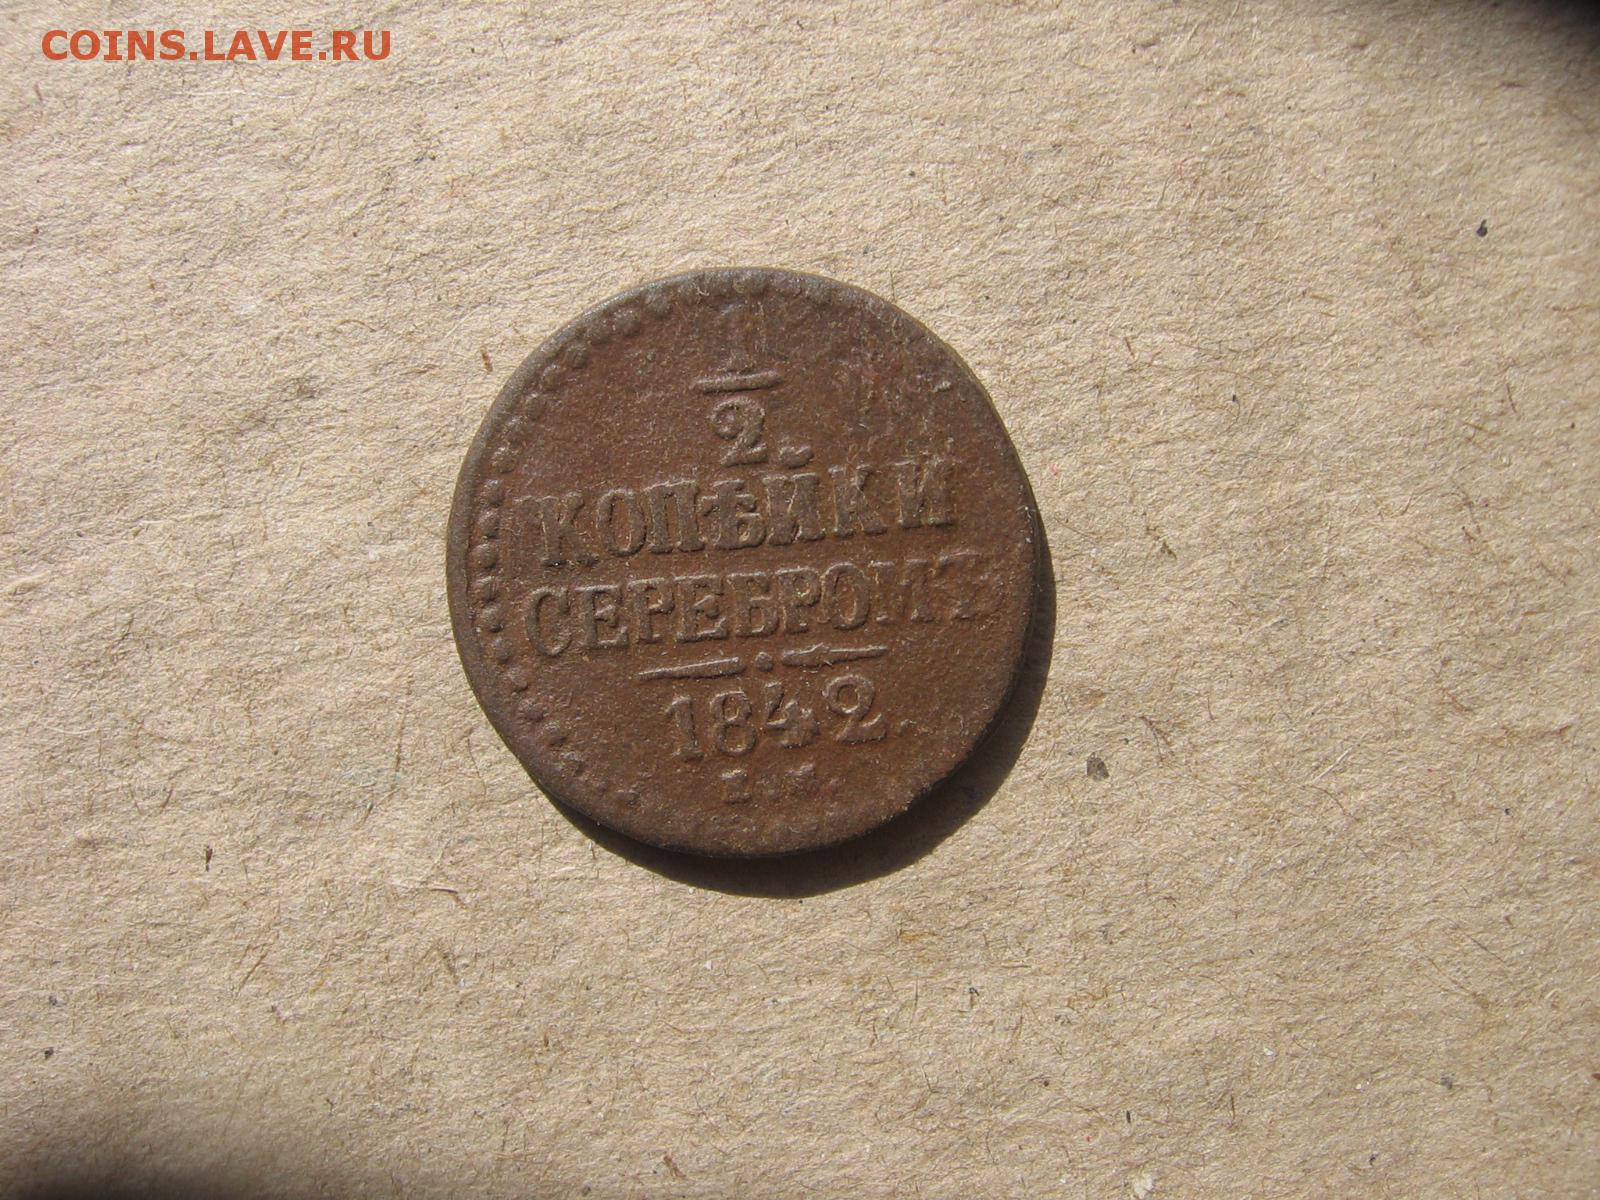 COINS.LAVE.RU
1
2
КОПѢЙКИ
СЕРЕБРОМЪ
1842.